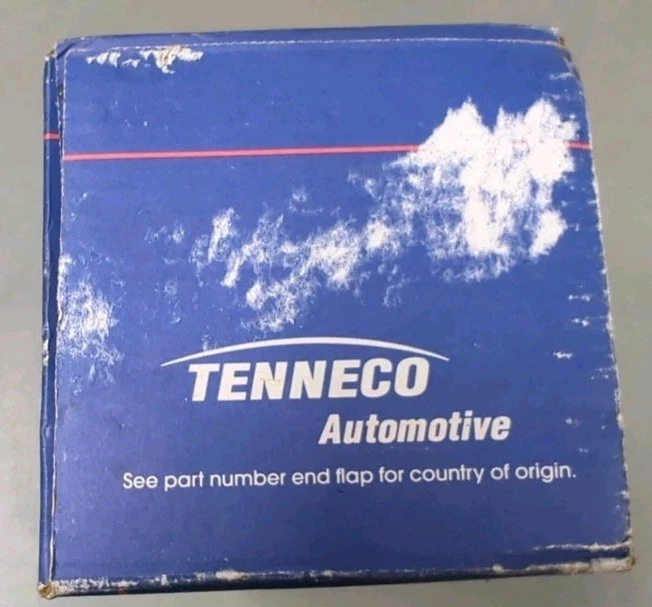 TENNECO
Automotive
See part number end flap for country of origin.